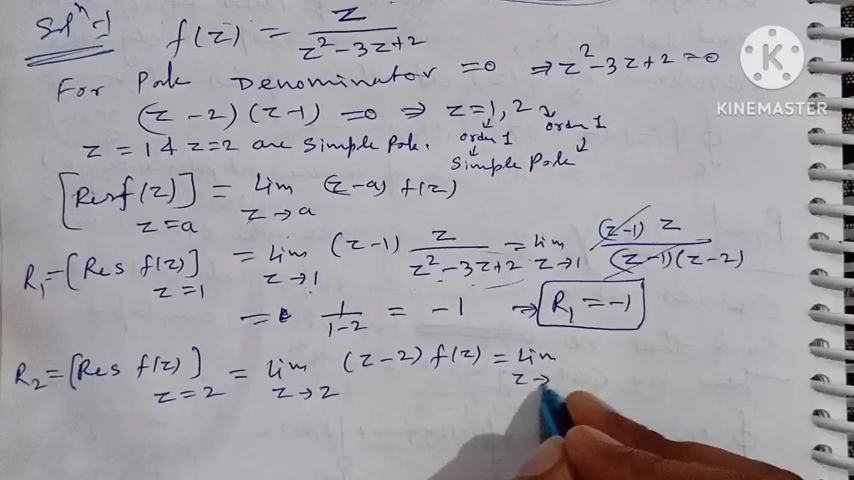 Solⁿ-1 f(z) = z / (z² - 3z + 2)
For Pole Denominator = 0 ⇒ z² - 3z + 2 = 0
(z - 2) (z - 1) = 0 ⇒ z = 1, 2
order 1 order 1
z = 1 & z = 2 are Simple Pole.
Simple Pole
[Res f(z)] z=a = lim z→a (z-a) f(z)
R₁ = [Res f(z)] z=1 = lim z→1 (z-1) z / (z² - 3z + 2) = lim z→1 (z-1) z / (z-1)(z-2)
= 1 / (1-2) = -1 ⇒ R₁ = -1
R₂ = [Res f(z)] z=2 = lim z→2 (z-2) f(z) = lim z→
KINEMASTER